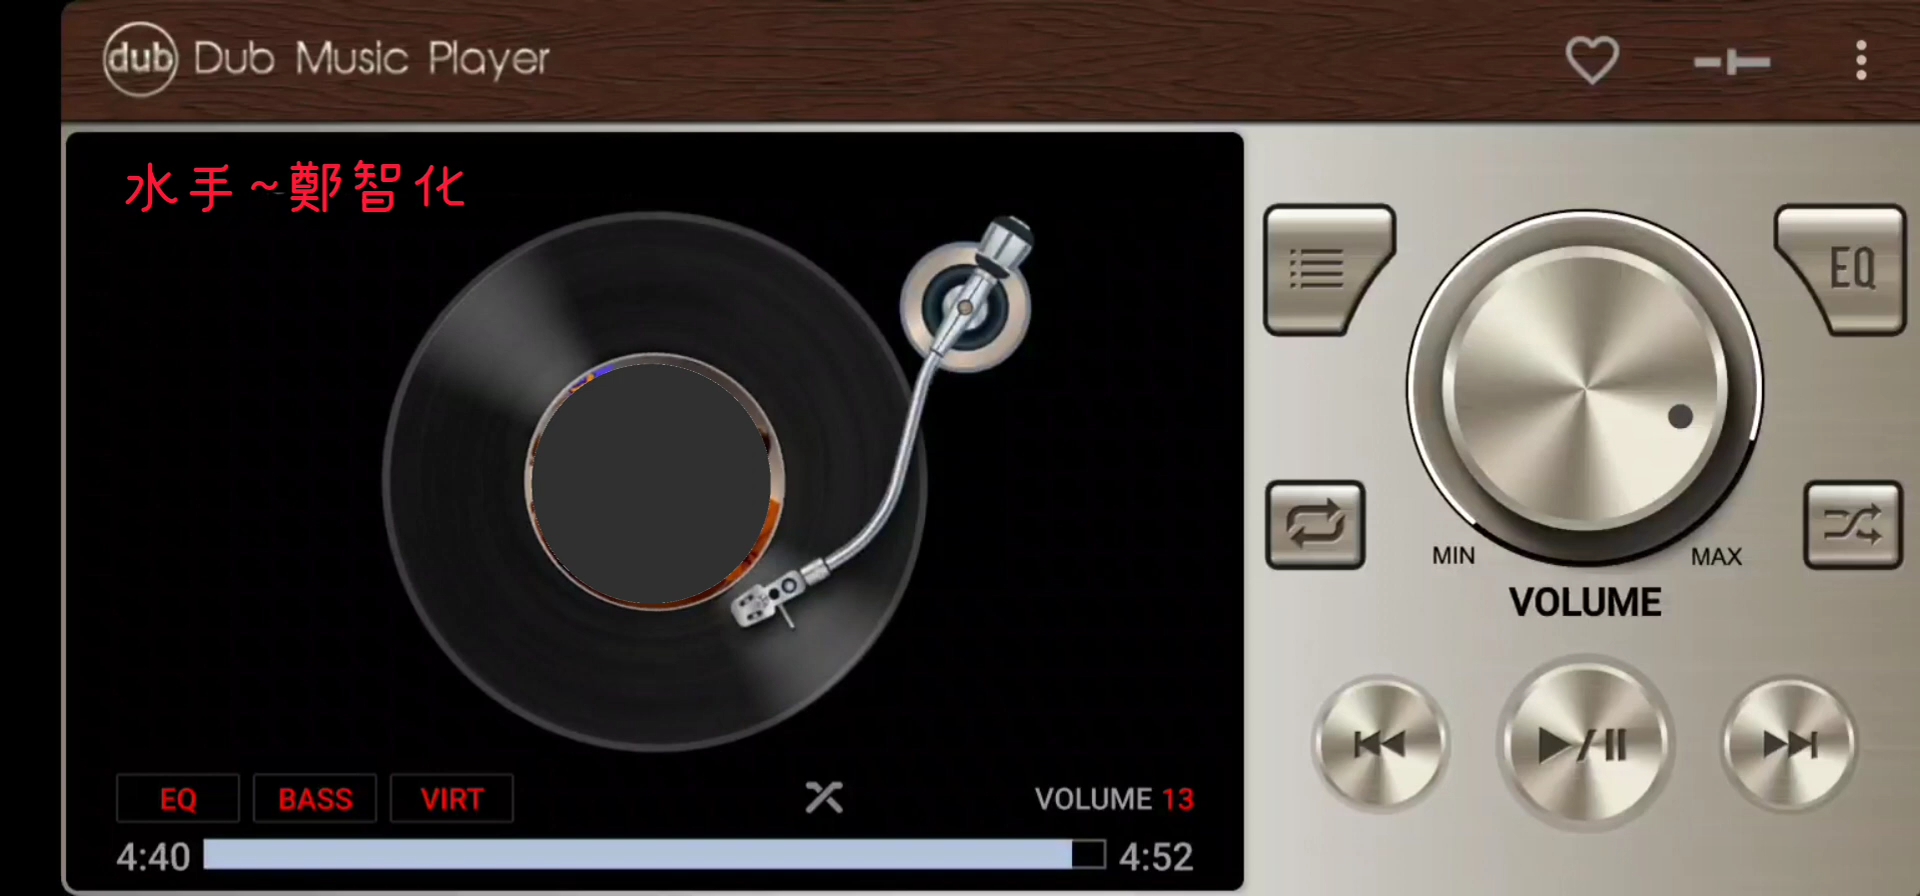 dub Dub Music Player
水手~鄭智化
EQ
MIN MAX
VOLUME
EQ BASS VIRT VOLUME 13
4:40 4:52